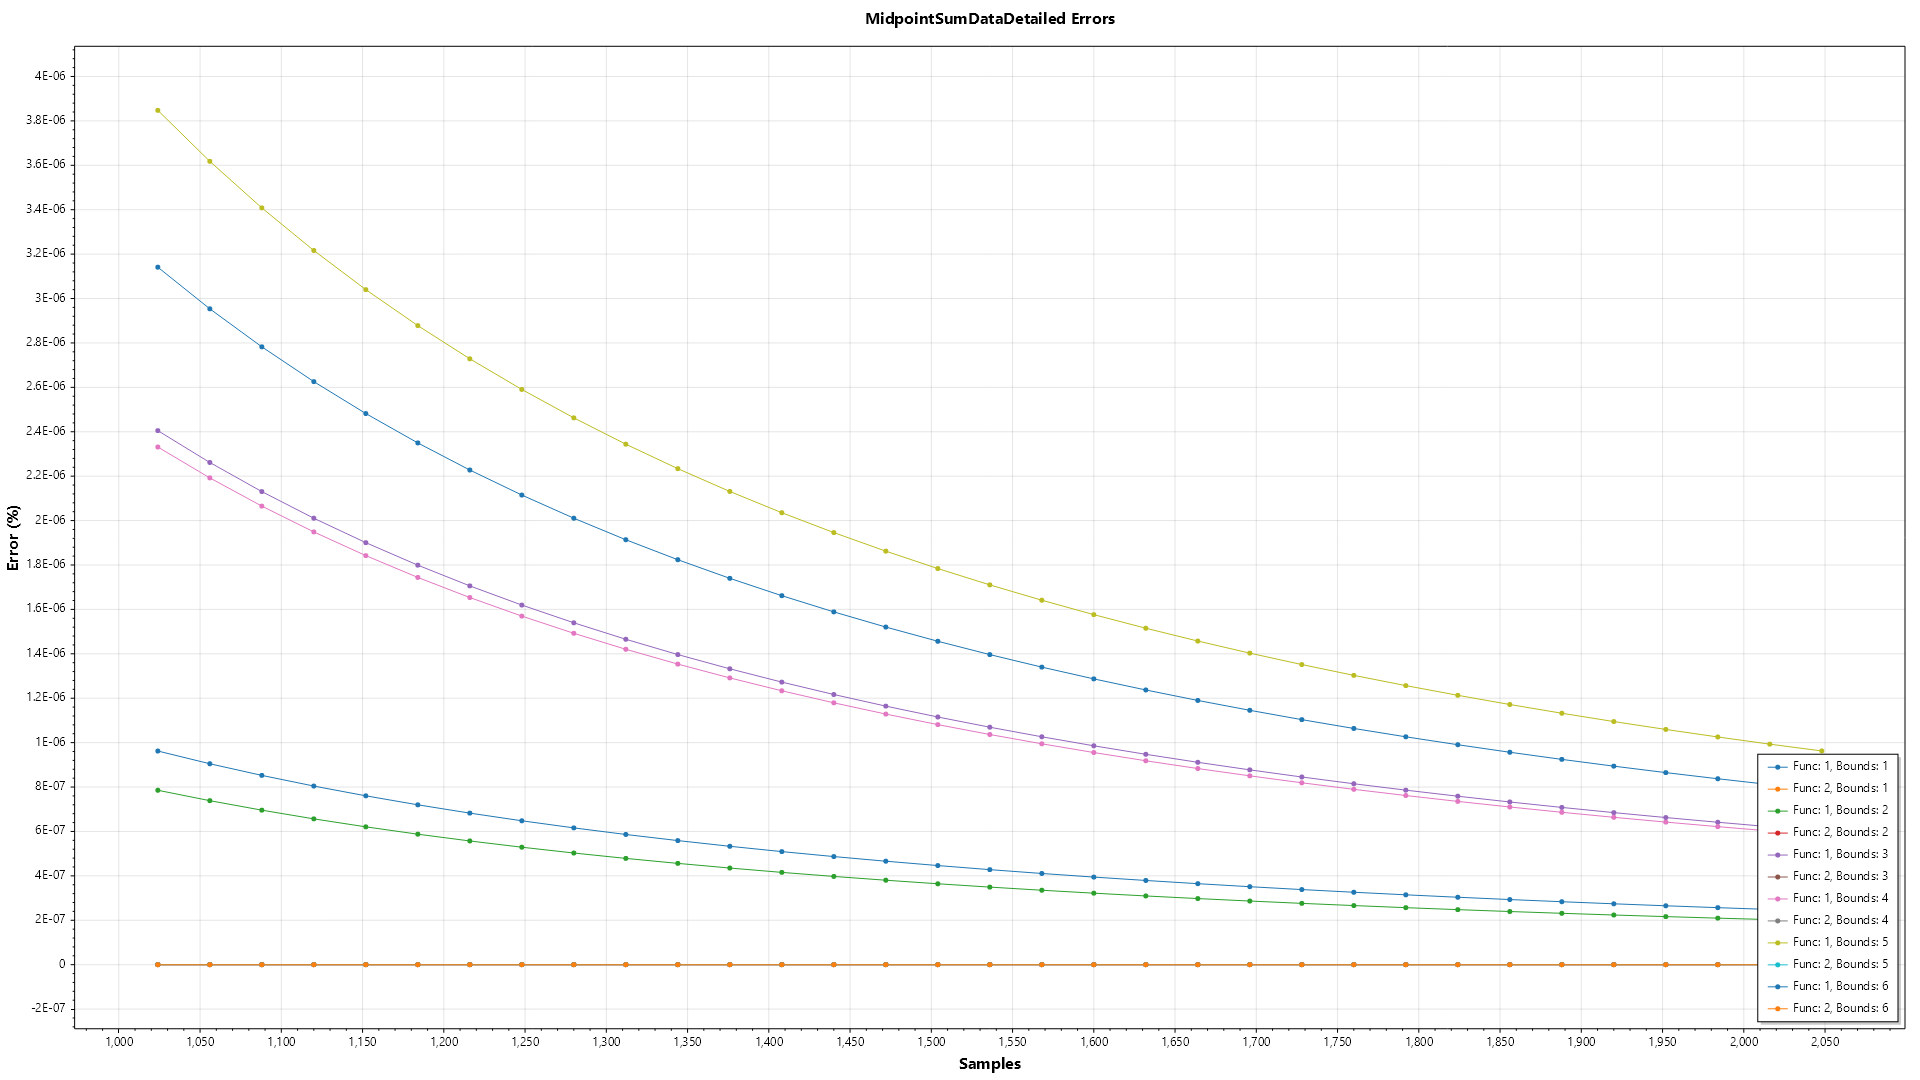 MidpointSumDataDetailed Errors
4E-06
3.8E-06
3.6E-06
3.4E-06
3.2E-06
3E-06
2.8E-06
2.6E-06
2.4E-06
2.2E-06
2E-06
1.8E-06
1.6E-06
1.4E-06
1.2E-06
1E-06
8E-07
6E-07
4E-07
2E-07
0
-2E-07
Error (%)
Func: 1, Bounds: 1
Func: 2, Bounds: 1
Func: 1, Bounds: 2
Func: 2, Bounds: 2
Func: 1, Bounds: 3
Func: 2, Bounds: 3
Func: 1, Bounds: 4
Func: 2, Bounds: 4
Func: 1, Bounds: 5
Func: 2, Bounds: 5
Func: 1, Bounds: 6
Func: 2, Bounds: 6
1,000 1,050 1,100 1,150 1,200 1,250 1,300 1,350 1,400 1,450 1,500 1,550 1,600 1,650 1,700 1,750 1,800 1,850 1,900 1,950 2,000 2,050
Samples